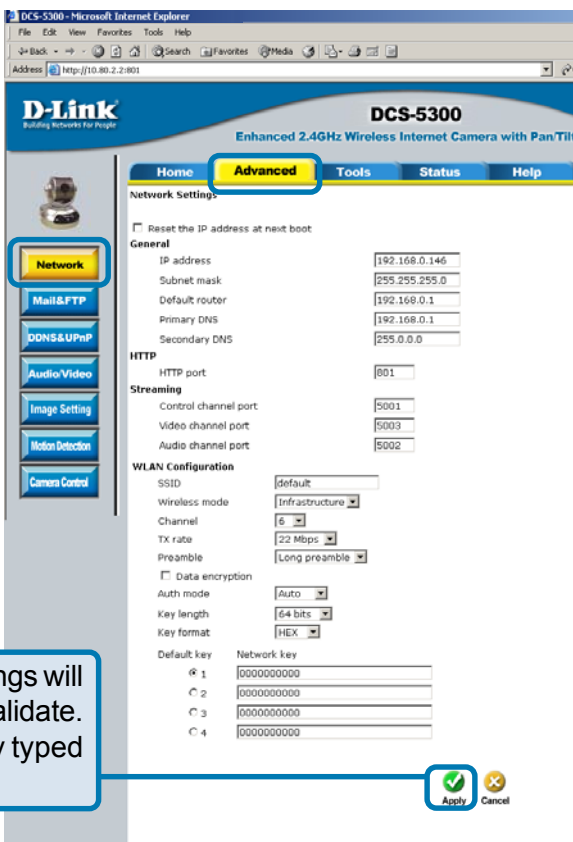 DCS-5300 - Microsoft Internet Explorer
File Edit View Favorites Tools Help
Back Search Favorites Media
Address http://10.80.2.2:801
D-Link
Building Networks for People
DCS-5300
Enhanced 2.4GHz Wireless Internet Camera with Pan/Tilt
Home Advanced Tools Status Help
Network Settings
Reset the IP address at next boot
General
IP address 192.168.0.146
Subnet mask 255.255.255.0
Default router 192.168.0.1
Primary DNS 192.168.0.1
Secondary DNS 255.0.0.0
HTTP
HTTP port 801
Streaming
Control channel port 5001
Video channel port 5003
Audio channel port 5002
WLAN Configuration
SSID default
Wireless mode Infrastructure
Channel 6
TX rate 22 Mbps
Preamble Long preamble
Data encryption
Auth mode Auto
Key length 64 bits
Key format HEX
Default key Network key
1 0000000000
2 0000000000
3 0000000000
4 0000000000
Apply Cancel
Network
Mail&FTP
DDNS&UPnP
Audio/Video
Image Setting
Motion Detection
Camera Control
ngs will
alidate.
y typed